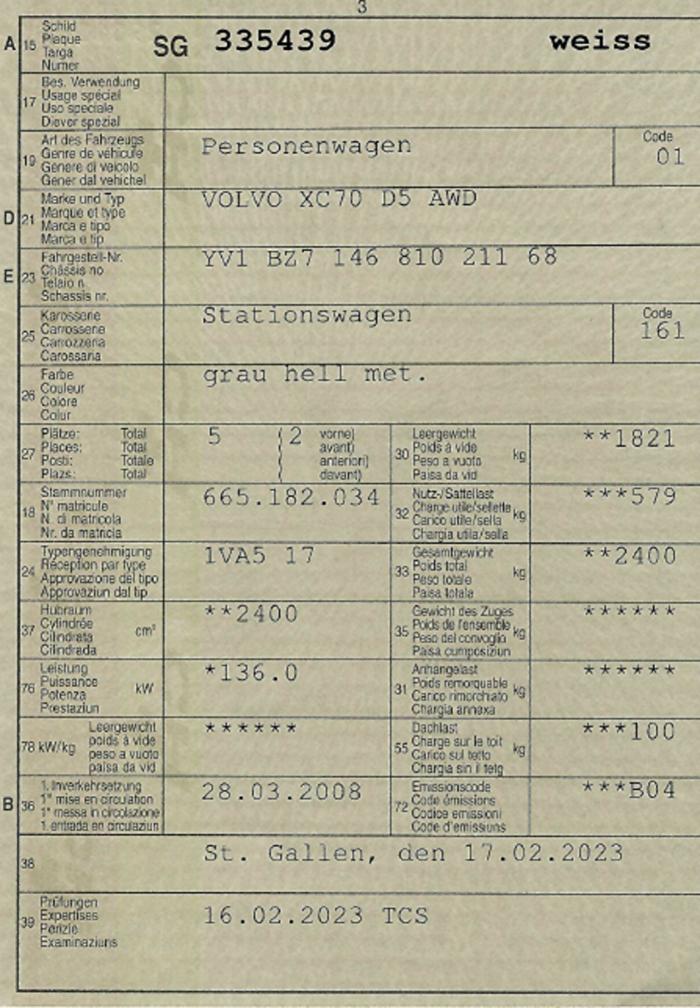 3
A 15 Schild SG 335439 weiss
Plaque
Targa
Numer
17 Bes. Verwendung
Usage spécial
Uso speciale
Diever spezial
19 Art des Fahrzeugs Personenwagen Code 01
Genre de véhicule
Genere di veicolo
Gener dal vehichel
D 21 Marke und Typ VOLVO XC70 D5 AWD
Marque et type
Marca e tipo
Marca e tip
E 23 Fahrgestell-Nr. YV1 BZ7 146 810 211 68
Châssis no
Telaio n.
Schassis nr.
25 Karosserie Stationswagen Code 161
Carrosserie
Carrozzeria
Carossaria
26 Farbe grau hell met.
Couleur
Colore
Colur
27 Plätze: Total 5 ( 2 vorne) 30 Leergewicht kg **1821
Places: Total avant) Poids à vide
Posti: Totale anteriori) Peso a vuoto
Plazs: Total davant) Paisa da vid
18 Stammnummer 665.182.034 32 Nutz-/Sattellast kg ***579
N° matricule Charge utile/sellette
N. di matricola Carico utile/sella
Nr. da matricla Chargia utila/sella
24 Typengenehmigung 1VA5 17 33 Gesamtgewicht kg **2400
Réception par type Poids total
Approvazione del tipo Peso totale
Approvaziun dal tip Paisa totala
37 Hubraum cm³ **2400 35 Gewicht des Zuges kg ******
Cylindrée Poids de l'ensemble
Cilindrata Peso del convoglio
Cilindrada Paisa cumposiziun
76 Leistung kW *136.0 31 Anhängelast kg ******
Puissance Poids remorquable
Potenza Carico rimorchiato
Prestaziun Chargia annexa
78 kW/kg Leergewicht ****** 55 Dachlast kg ***100
poids à vide Charge sur le toit
peso a vuoto Carico sul tetto
paisa da vid Chargia sin il tetg
B 36 1. Inverkehrsetzung 28.03.2008 72 Emissionscode ***B04
1re mise en circulation Code émissions
1a messa in circolazione Codice emissioni
1. entrada en circulaziun Code d'emissiuns
38 St. Gallen, den 17.02.2023
39 Prüfungen 16.02.2023 TCS
Expertises
Perizie
Examinaziuns